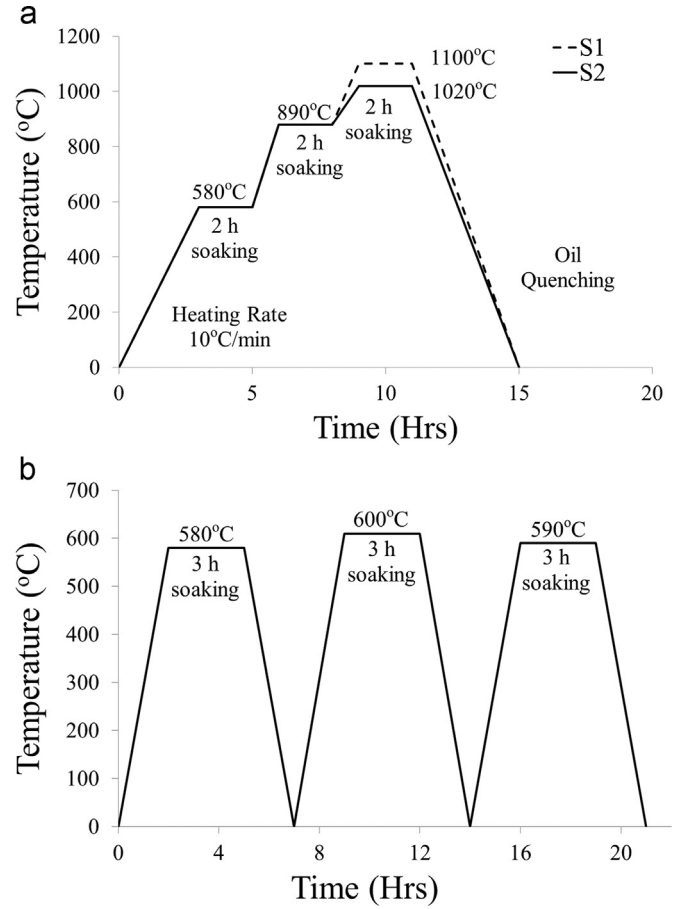 a
1200
1000
800
600
400
200
0
Temperature (°C)
0
5
10
15
20
Time (Hrs)
580°C
2 h
soaking
890°C
2 h
soaking
2 h
soaking
1100°C
1020°C
S1
S2
Heating Rate
10°C/min
Oil
Quenching
b
700
600
500
400
300
200
100
0
Temperature (°C)
0
4
8
12
16
20
Time (Hrs)
580°C
3 h
soaking
600°C
3 h
soaking
590°C
3 h
soaking